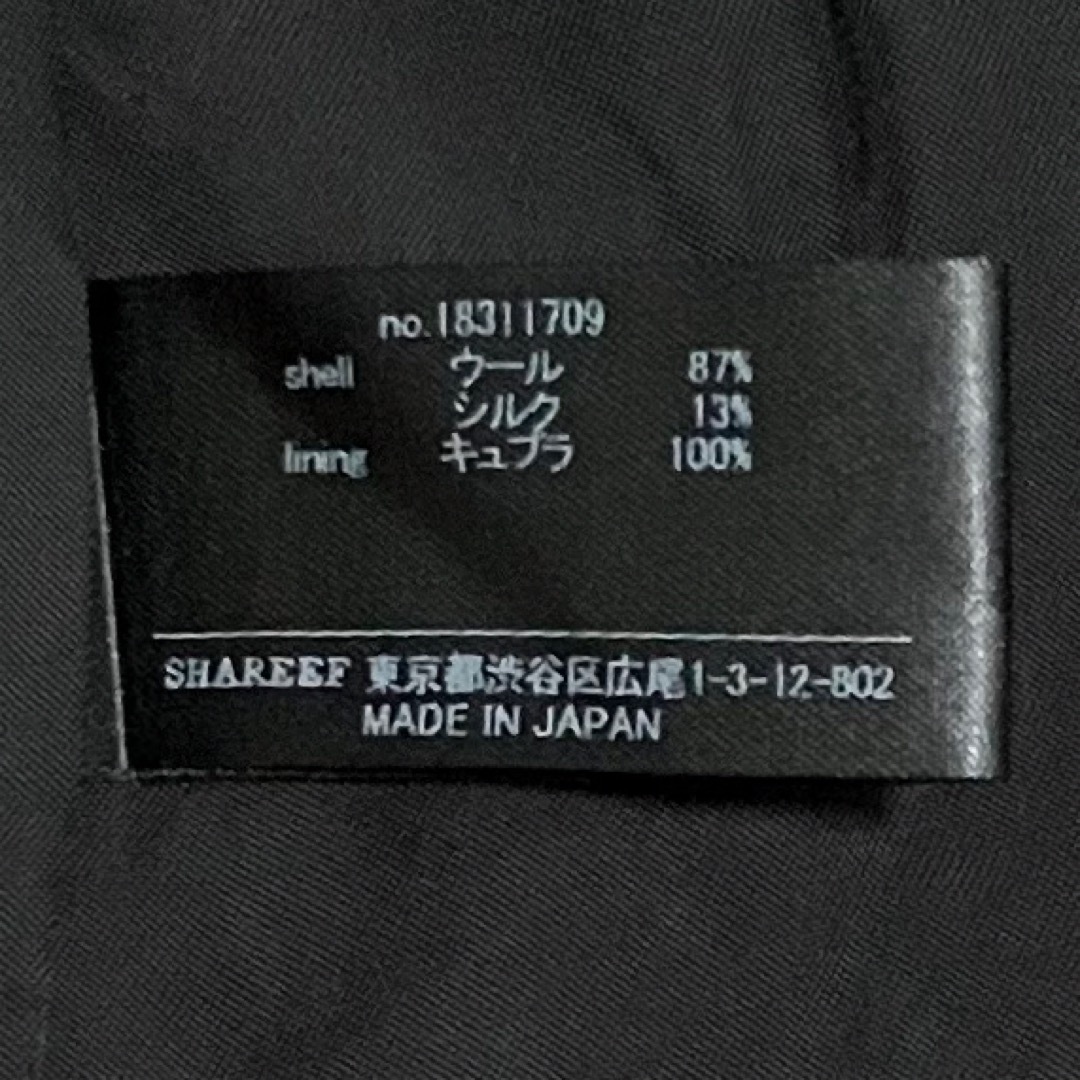 no.18311709
shell ウール 87%
シルク 13%
lining キュプラ 100%
SHAREEF 東京都渋谷区広尾1-3-12-B02
MADE IN JAPAN